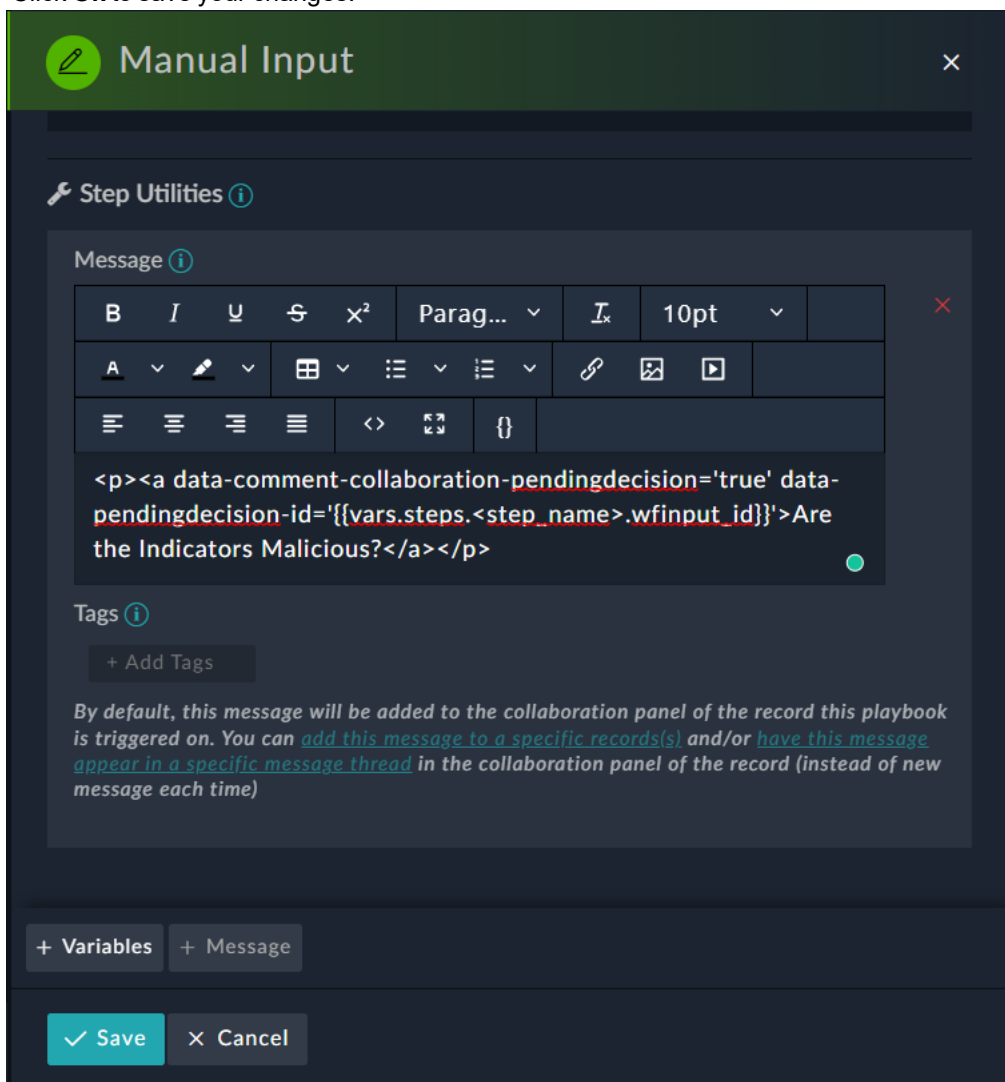 Manual Input
Step Utilities
Message
B I U S X² Parag... Tx 10pt
A
<> {}
<p><a data-comment-collaboration-pendingdecision='true' data-
pendingdecision-id='{{vars.steps.<step_name>.wfinput_id}}'>Are
the Indicators Malicious?</a></p>
Tags
+ Add Tags
By default, this message will be added to the collaboration panel of the record this playbook
is triggered on. You can add this message to a specific records(s) and/or have this message
appear in a specific message thread in the collaboration panel of the record (instead of new
message each time)
+ Variables + Message
Save × Cancel